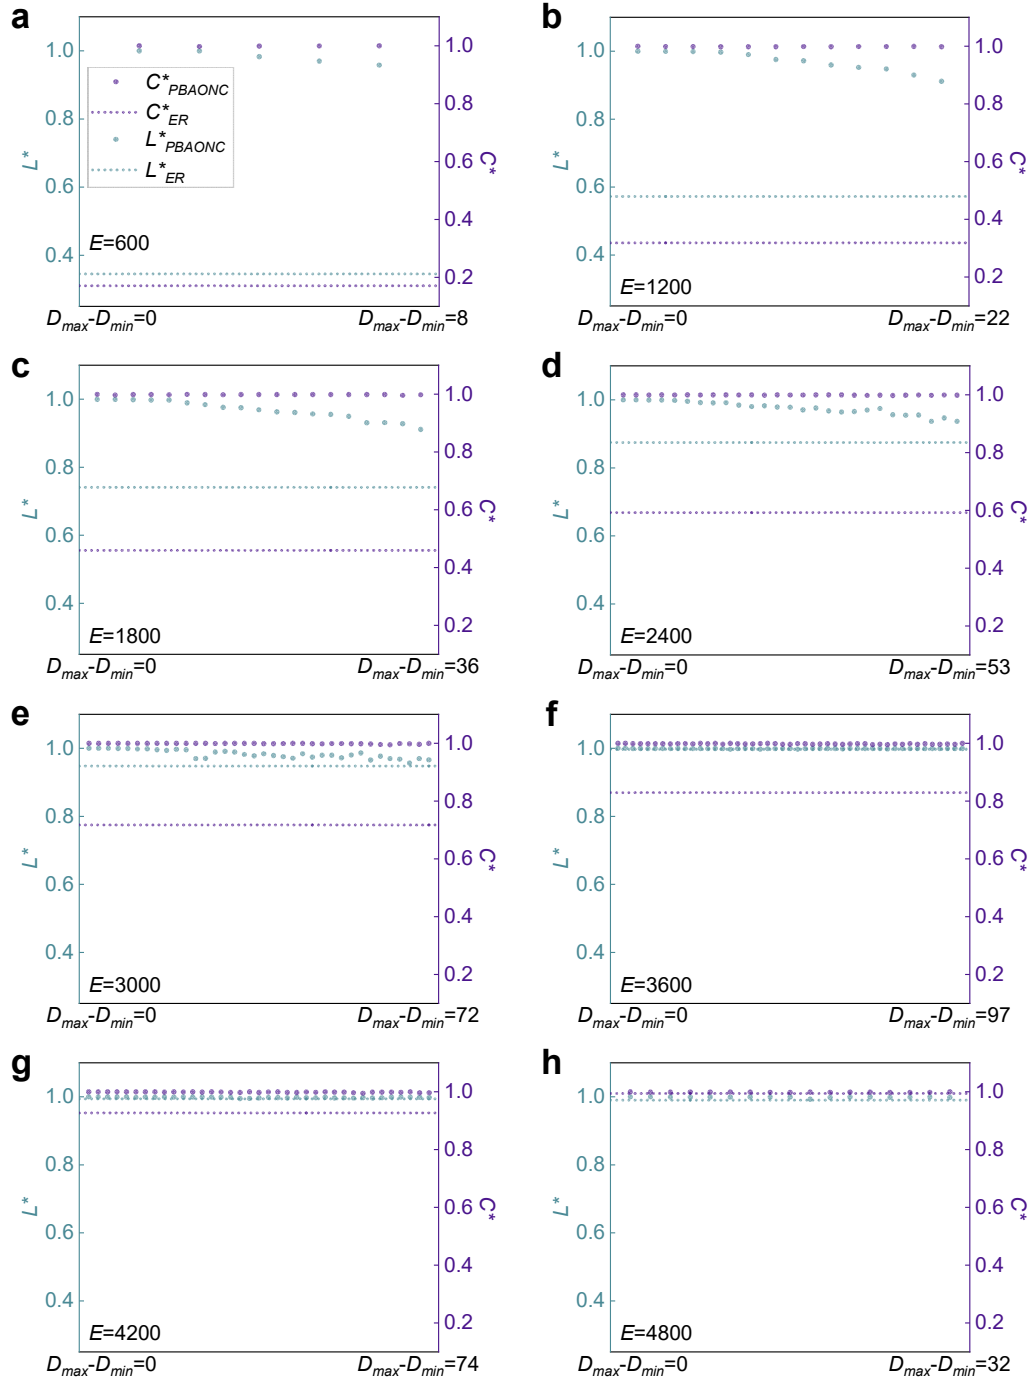 a
1.0
0.8
0.6
0.4
L*
C*PBAONC
C*ER
L*PBAONC
L*ER
E=600
1.0
0.8
0.6
0.4
0.2
C*
Dmax-Dmin=0
Dmax-Dmin=8
b
1.0
0.8
0.6
0.4
L*
E=1200
1.0
0.8
0.6
0.4
0.2
C*
Dmax-Dmin=0
Dmax-Dmin=22
c
1.0
0.8
0.6
0.4
L*
E=1800
1.0
0.8
0.6
0.4
0.2
C*
Dmax-Dmin=0
Dmax-Dmin=36
d
1.0
0.8
0.6
0.4
L*
E=2400
1.0
0.8
0.6
0.4
0.2
C*
Dmax-Dmin=0
Dmax-Dmin=53
e
1.0
0.8
0.6
0.4
L*
E=3000
1.0
0.8
0.6
0.4
0.2
C*
Dmax-Dmin=0
Dmax-Dmin=72
f
1.0
0.8
0.6
0.4
L*
E=3600
1.0
0.8
0.6
0.4
0.2
C*
Dmax-Dmin=0
Dmax-Dmin=97
g
1.0
0.8
0.6
0.4
L*
E=4200
1.0
0.8
0.6
0.4
0.2
C*
Dmax-Dmin=0
Dmax-Dmin=74
h
1.0
0.8
0.6
0.4
L*
E=4800
1.0
0.8
0.6
0.4
0.2
C*
Dmax-Dmin=0
Dmax-Dmin=32